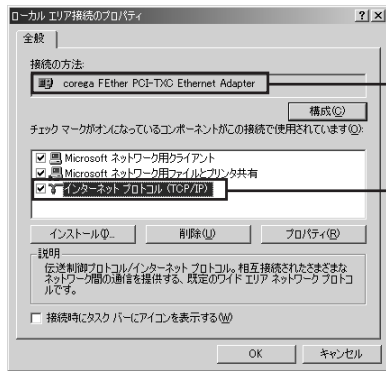 ローカル エリア接続のプロパティ
全般
接続の方法:
corega FEther PCI-TXC Ethernet Adapter
構成(C)
チェック マークがオンになっているコンポーネントがこの接続で使用されています(O):
Microsoft ネットワーク用クライアント
Microsoft ネットワーク用ファイルとプリンタ共有
インターネット プロトコル (TCP/IP)
インストール(I)...
削除(U)
プロパティ(R)
説明
伝送制御プロトコル/インターネット プロトコル。相互接続されたさまざまな
ネットワーク間の通信を提供する、既定のワイド エリア ネットワーク プロトコ
ルです。
接続時にタスク バーにアイコンを表示する(W)
OK
キャンセル